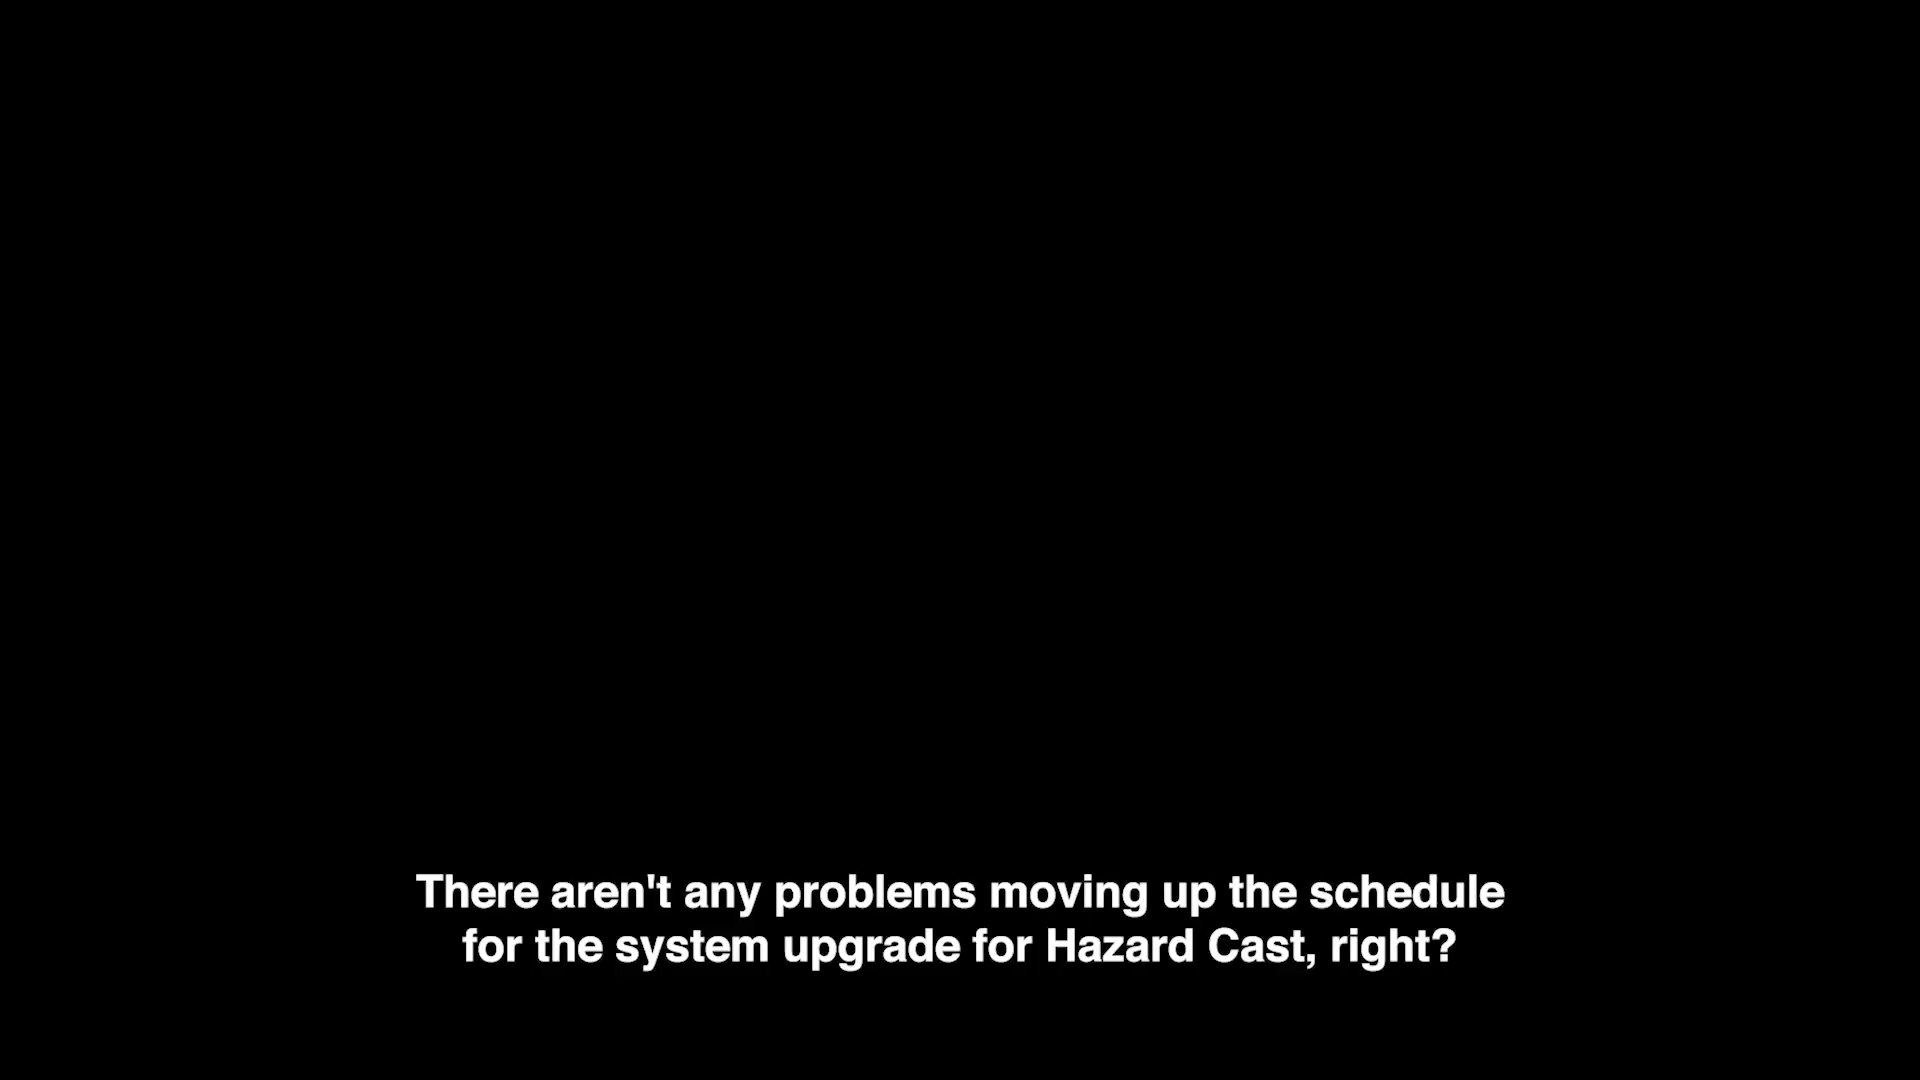 There aren't any problems moving up the schedule
for the system upgrade for Hazard Cast, right?